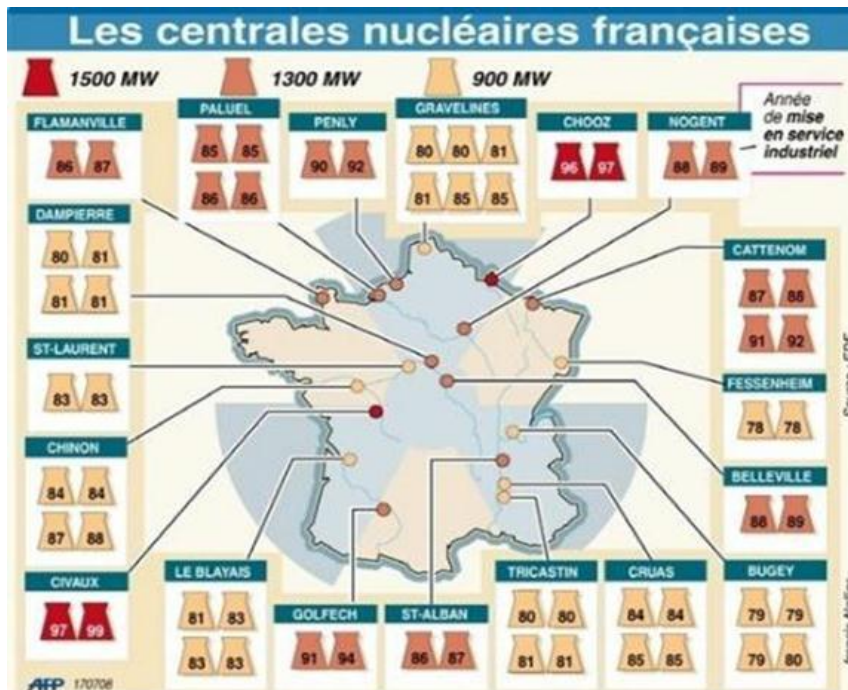 Les centrales nucléaires françaises
1500 MW
1300 MW
900 MW
Année
de mise
en service
industriel
FLAMANVILLE
86 87
PALUEL
85 85
86 86
PENLY
90 92
GRAVELINES
80 80 81
81 85 85
CHOOZ
96 97
NOGENT
88 89
DAMPIERRE
80 81
81 81
CATTENOM
87 88
91 92
ST-LAURENT
83 83
FESSENHEIM
78 78
CHINON
84 84
87 88
BELLEVILLE
88 89
CIVAUX
97 99
LE BLAYAIS
81 83
83 83
GOLFECH
91 94
ST-ALBAN
86 87
TRICASTIN
80 80
81 81
CRUAS
84 84
85 85
BUGEY
79 79
79 80
AFP 170708